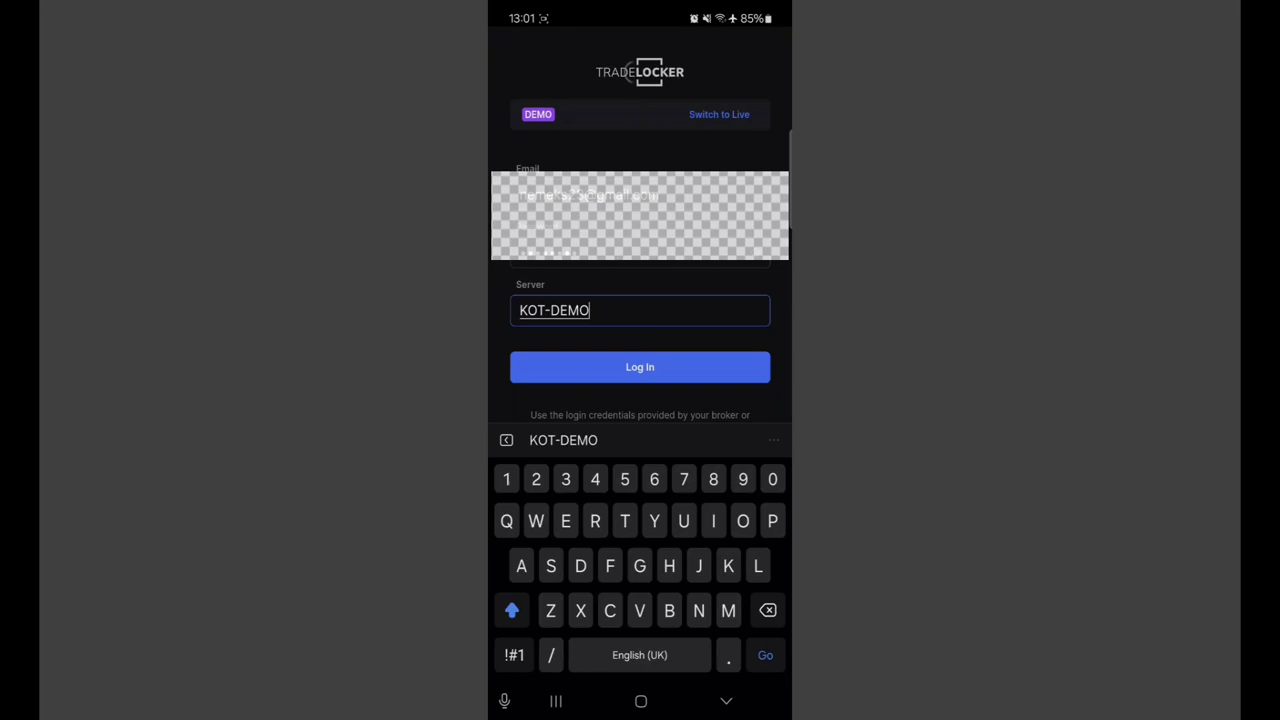 13:01
85%
TRADELOCKER
DEMO
Switch to Live
Email
Server
KOT-DEMO
Log In
Use the login credentials provided by your broker or
KOT-DEMO
1 2 3 4 5 6 7 8 9 0
Q W E R T Y U I O P
A S D F G H J K L
Z X C V B N M
!#1 / English (UK) . Go